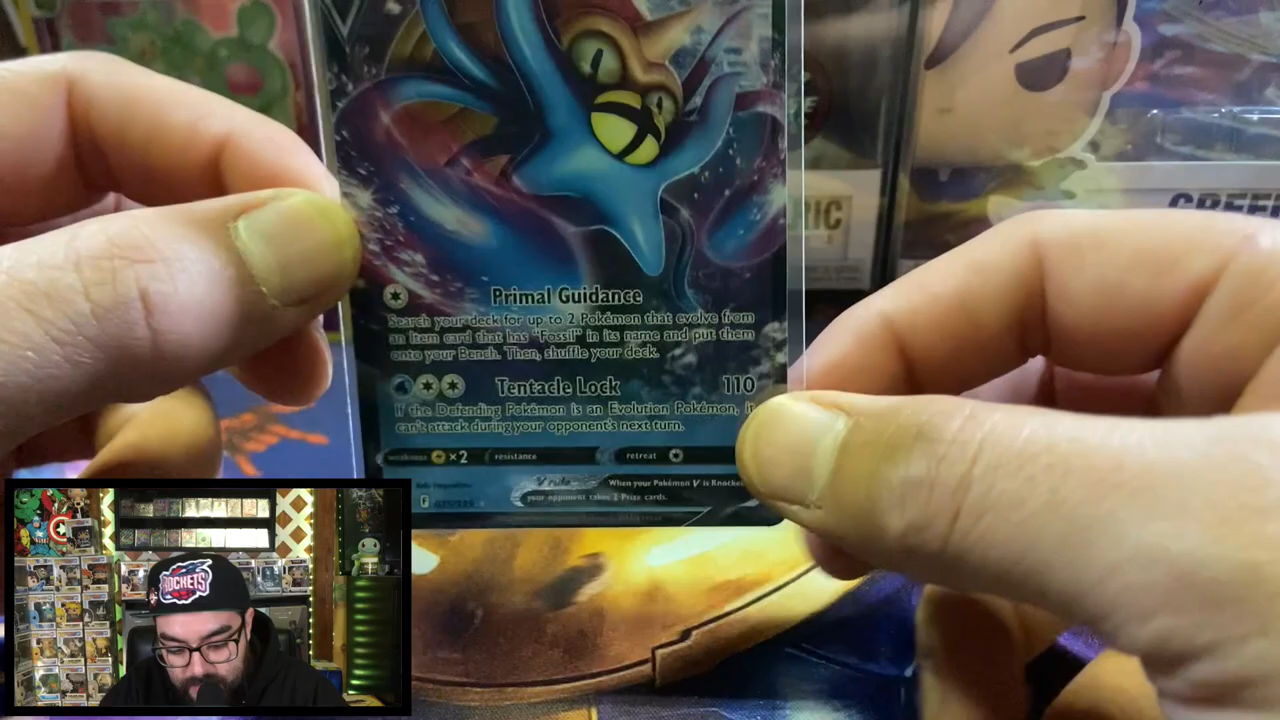 RIC
GREE
Primal Guidance
Search your deck for up to 2 Pokémon that evolve from
an Item card that has "Fossil" in its name and put them
onto your Bench. Then, shuffle your deck.
Tentacle Lock 110
If the Defending Pokémon is an Evolution Pokémon, it
can't attack during your opponent's next turn.
weakness ×2 resistance retreat
V rule When your Pokémon V is Knocke
your opponent takes 2 Prize cards.
F
ROCKETS